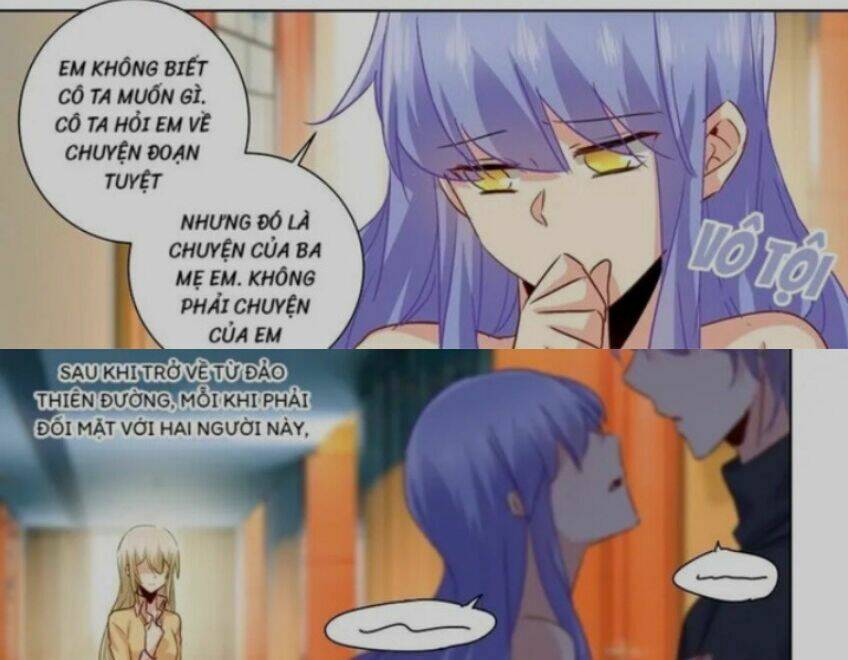 EM KHÔNG BIẾT
CÔ TA MUỐN GÌ.
CÔ TA HỎI EM VỀ
CHUYỆN ĐOẠN
TUYỆT
NHƯNG ĐÓ LÀ
CHUYỆN CỦA BA
MẸ EM. KHÔNG
PHẢI CHUYỆN
CỦA EM
VÔ TỘI
SAU KHI TRỞ VỀ TỪ ĐẢO
THIÊN ĐƯỜNG, MỖI KHI PHẢI
ĐỐI MẶT VỚI HAI NGƯỜI NÀY,